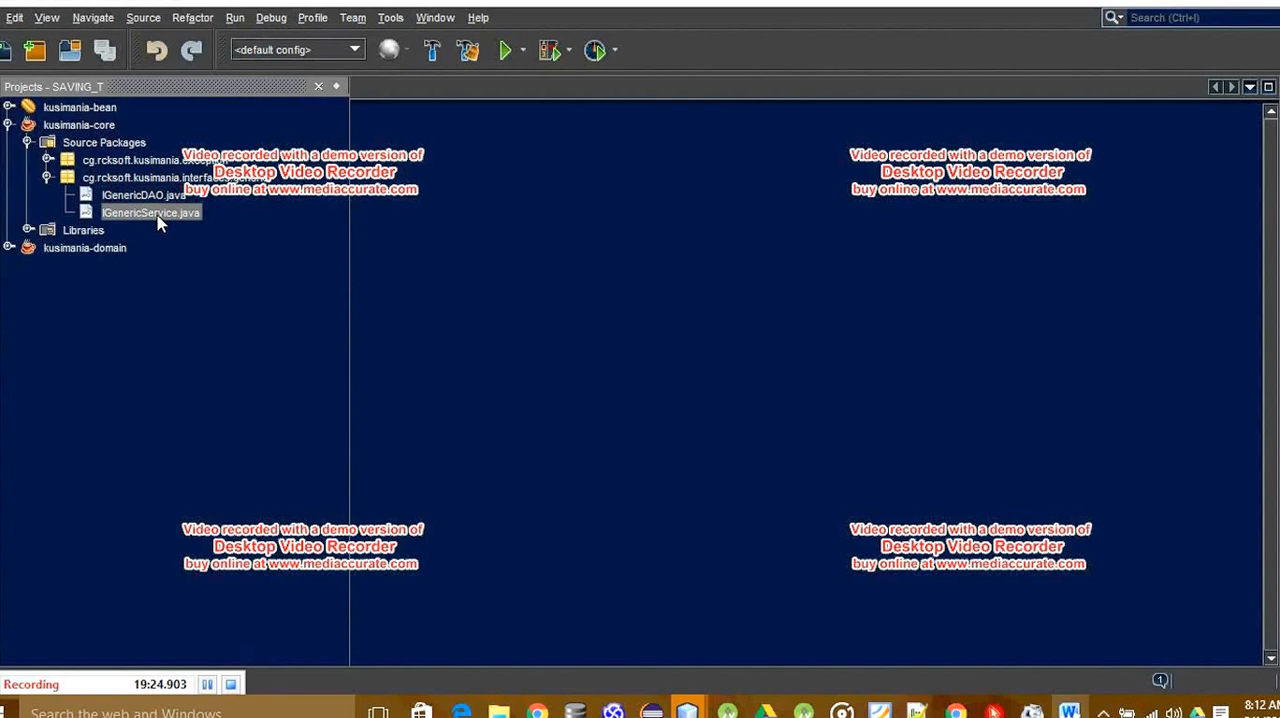 Edit View Navigate Source Refactor Run Debug Profile Team Tools Window Help Search (Ctrl+I)
<default config>
Projects - SAVING_T
kusimania-bean
kusimania-core
Source Packages
cg.rcksoft.kusimania.exception
cg.rcksoft.kusimania.interfaces.generic
IGenericDAO.java
IGenericService.java
Libraries
kusimania-domain
Video recorded with a demo version of
Desktop Video Recorder
buy online at www.mediaccurate.com
Video recorded with a demo version of
Desktop Video Recorder
buy online at www.mediaccurate.com
Video recorded with a demo version of
Desktop Video Recorder
buy online at www.mediaccurate.com
Video recorded with a demo version of
Desktop Video Recorder
buy online at www.mediaccurate.com
Recording 19:24.903
1
Search the web and Windows
8:12 A